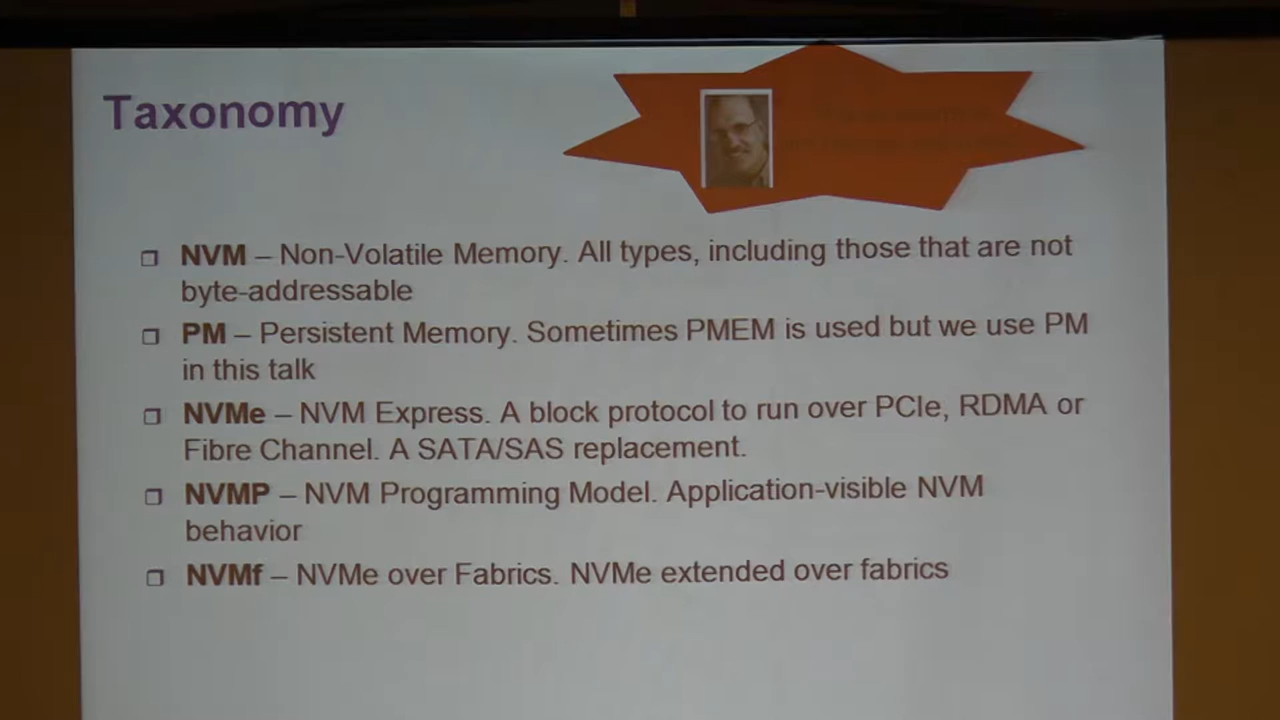 Taxonomy
NVM – Non-Volatile Memory. All types, including those that are not
byte-addressable
PM – Persistent Memory. Sometimes PMEM is used but we use PM
in this talk
NVMe – NVM Express. A block protocol to run over PCIe, RDMA or
Fibre Channel. A SATA/SAS replacement.
NVMP – NVM Programming Model. Application-visible NVM
behavior
NVMf – NVMe over Fabrics. NVMe extended over fabrics